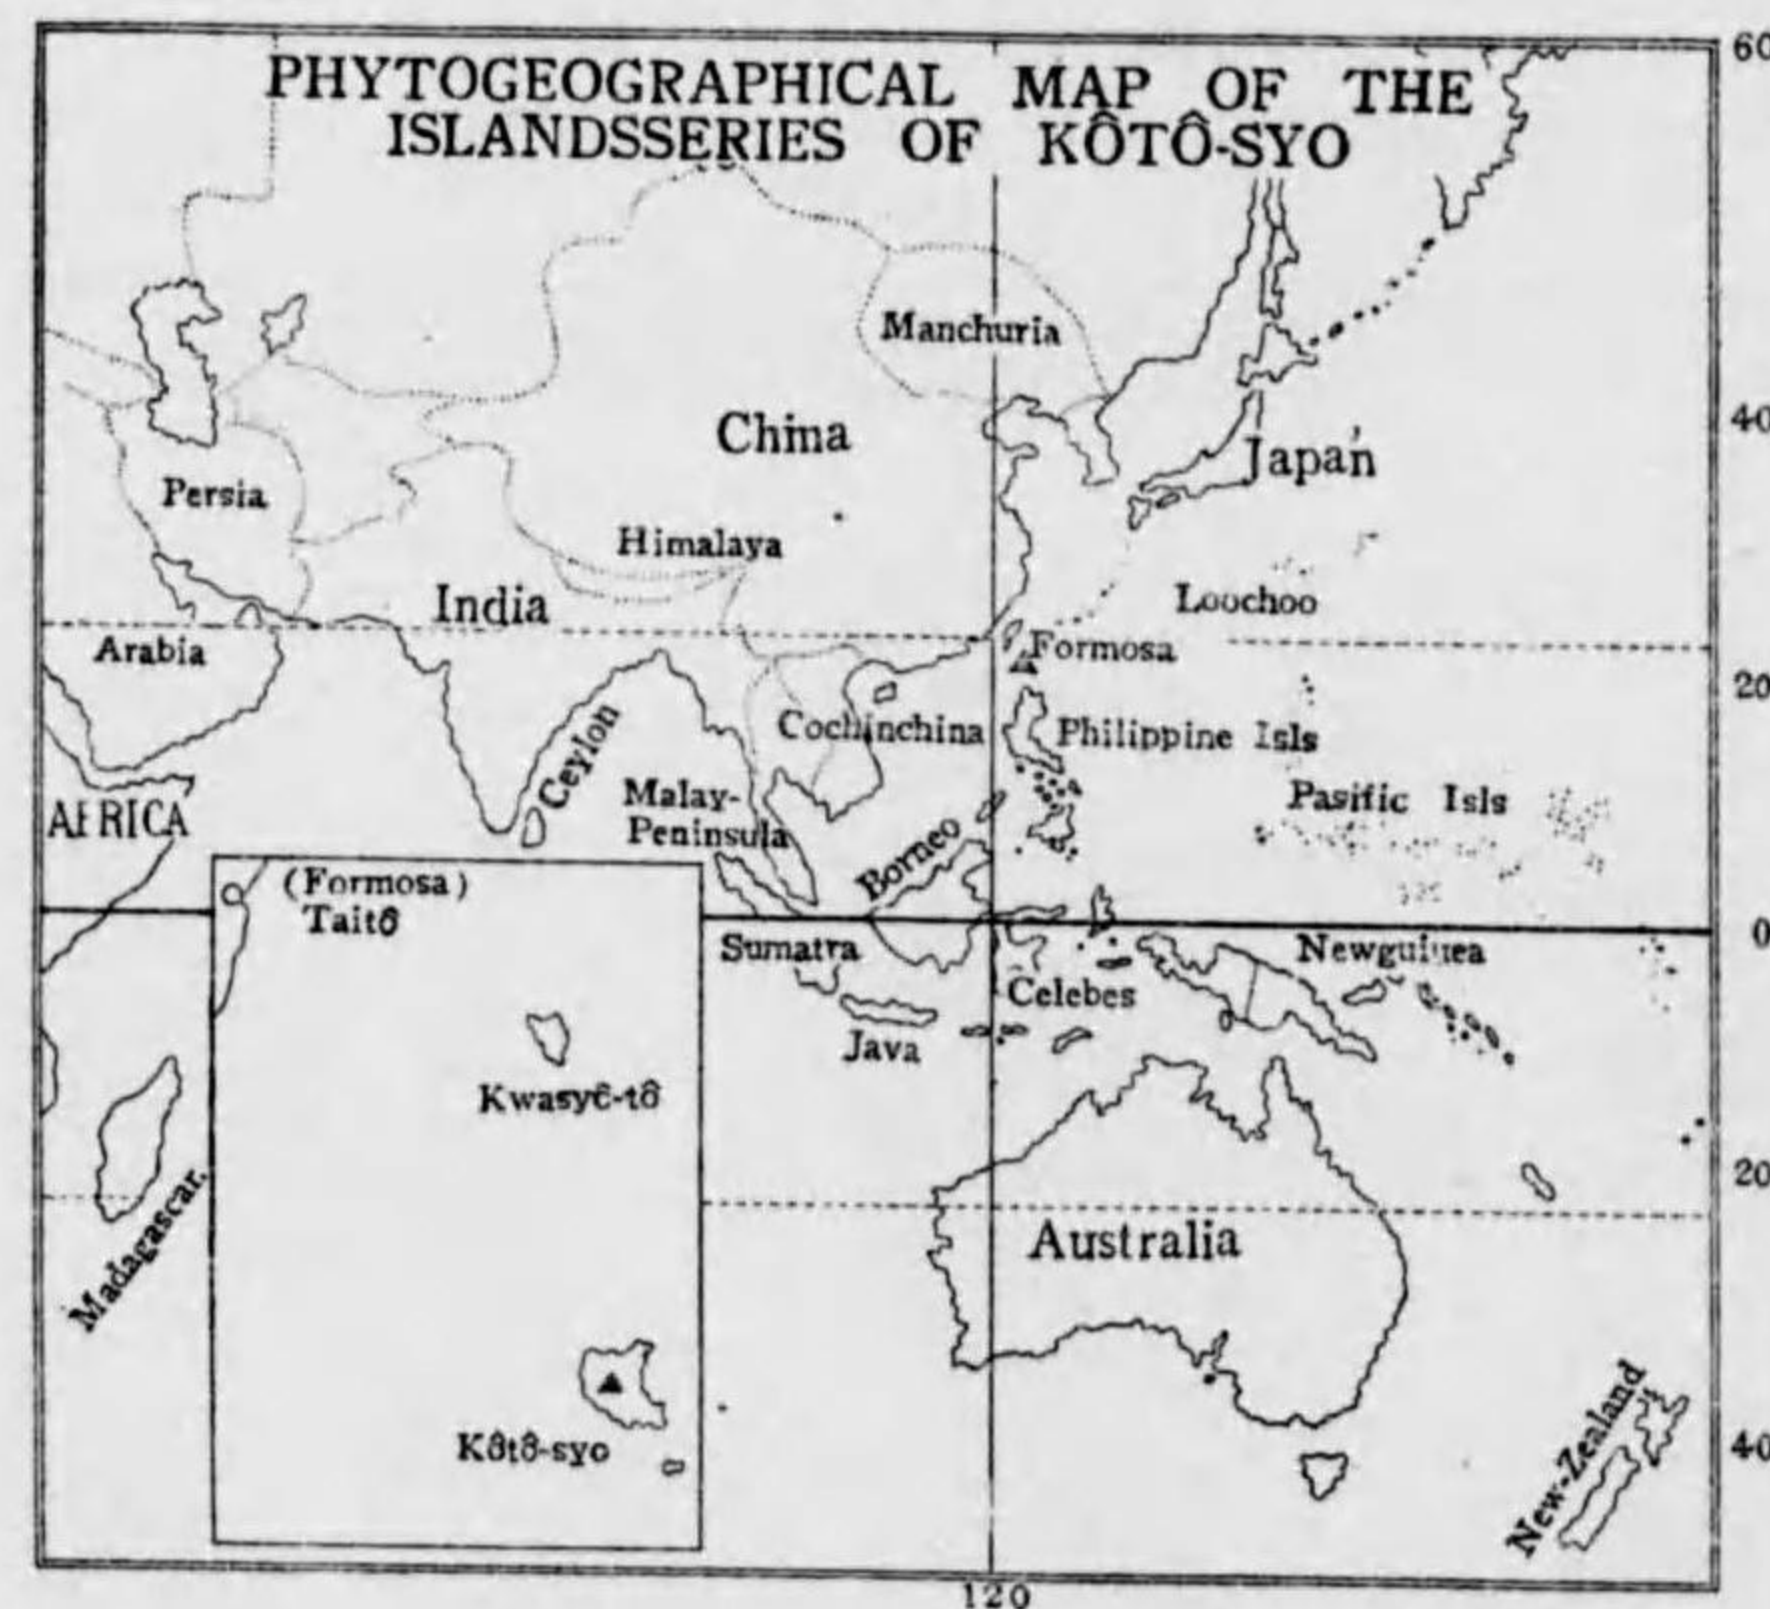 PHYTOGEOGRAPHICAL MAP OF THE
ISLANDSSERIES OF KÔTÔ-SYO
60
Manchuria
China
40
Japan
Persia
Himalaya
India
Loochoo
Arabia
Formosa
20
Ceylon
Cochinchina
Philippine Isls
Malay-
Peninsula
Pasific Isls
AFRICA
Borneo
(Formosa)
Taitô
0
Sumatra
Newguinea
Celebes
Java
Kwasyô-tô
20
Madagascar.
Australia
Kôtô-syo
40
New-Zealand
120